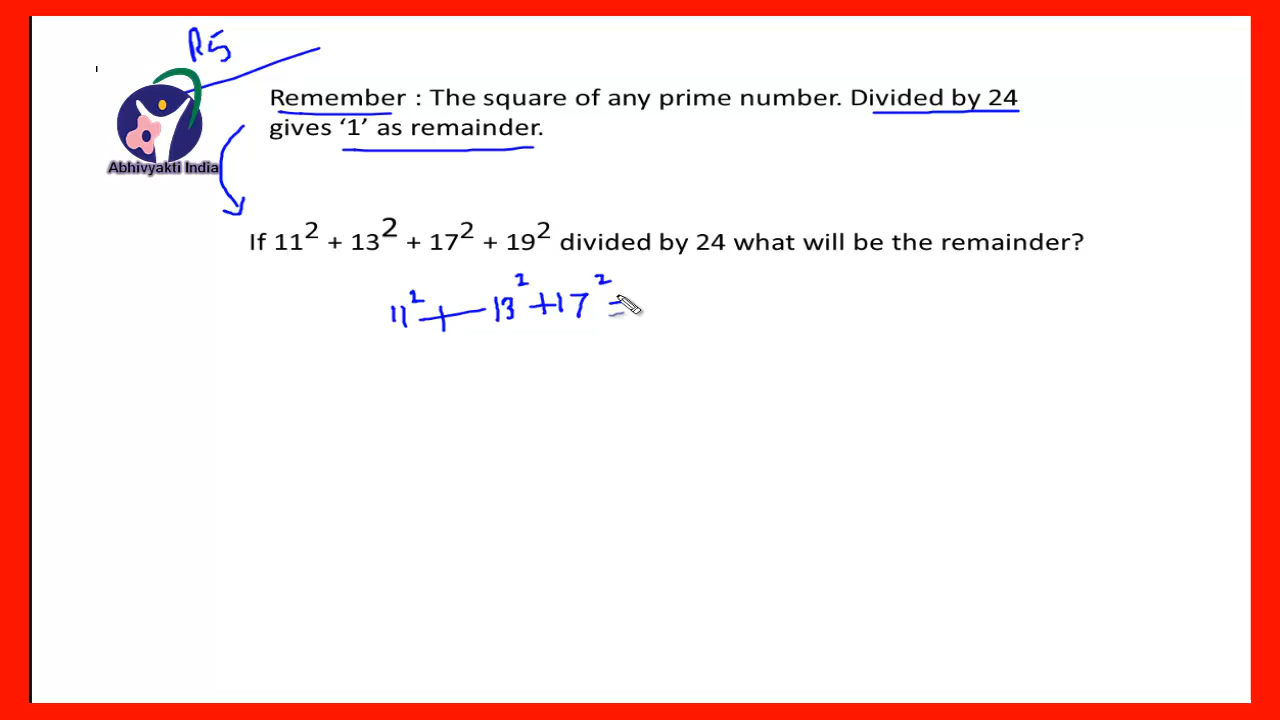 R5
Remember : The square of any prime number. Divided by 24
gives ‘1’ as remainder.
Abhivyakti India
If 11² + 13² + 17² + 19² divided by 24 what will be the remainder?
11² + 13² + 17² =